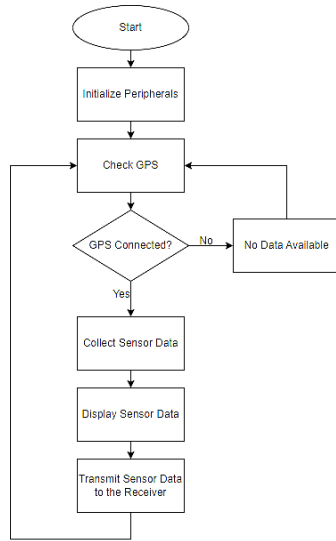 Start
Initialize Peripherals
Check GPS
GPS Connected?
No
No Data Available
Yes
Collect Sensor Data
Display Sensor Data
Transmit Sensor Data
to the Receiver